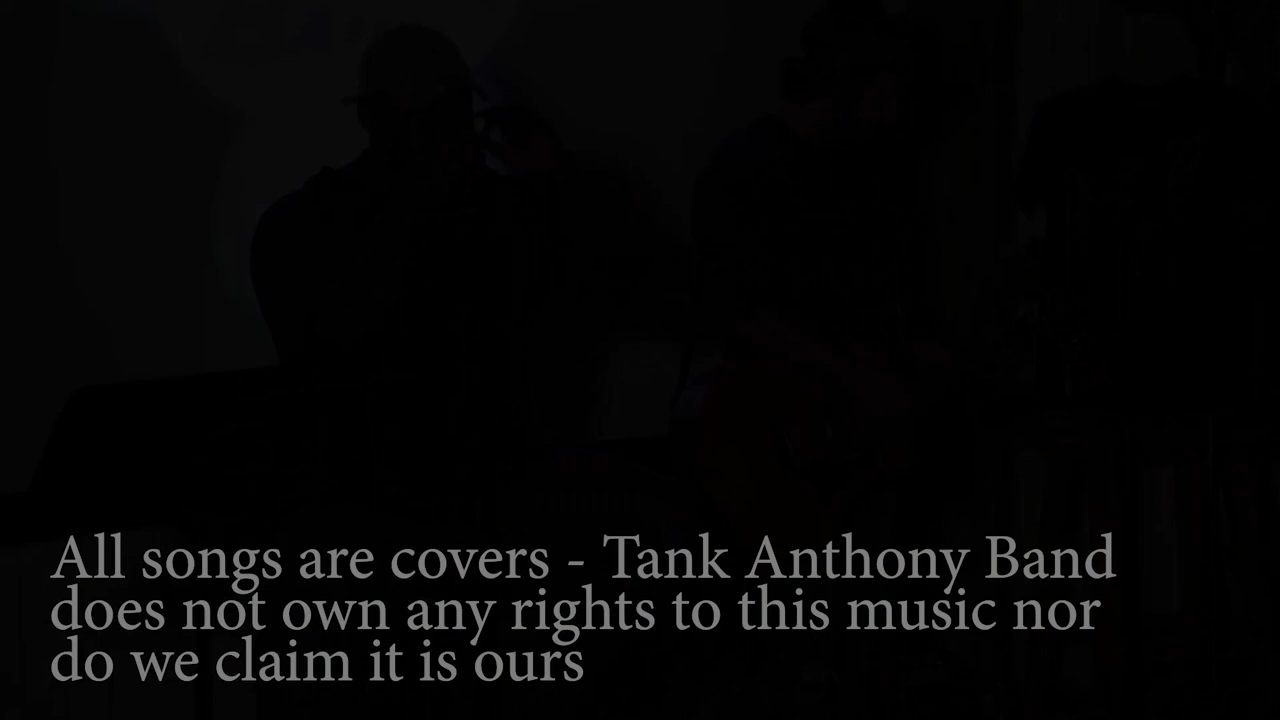 All songs are covers - Tank Anthony Band
does not own any rights to this music nor
do we claim it is ours